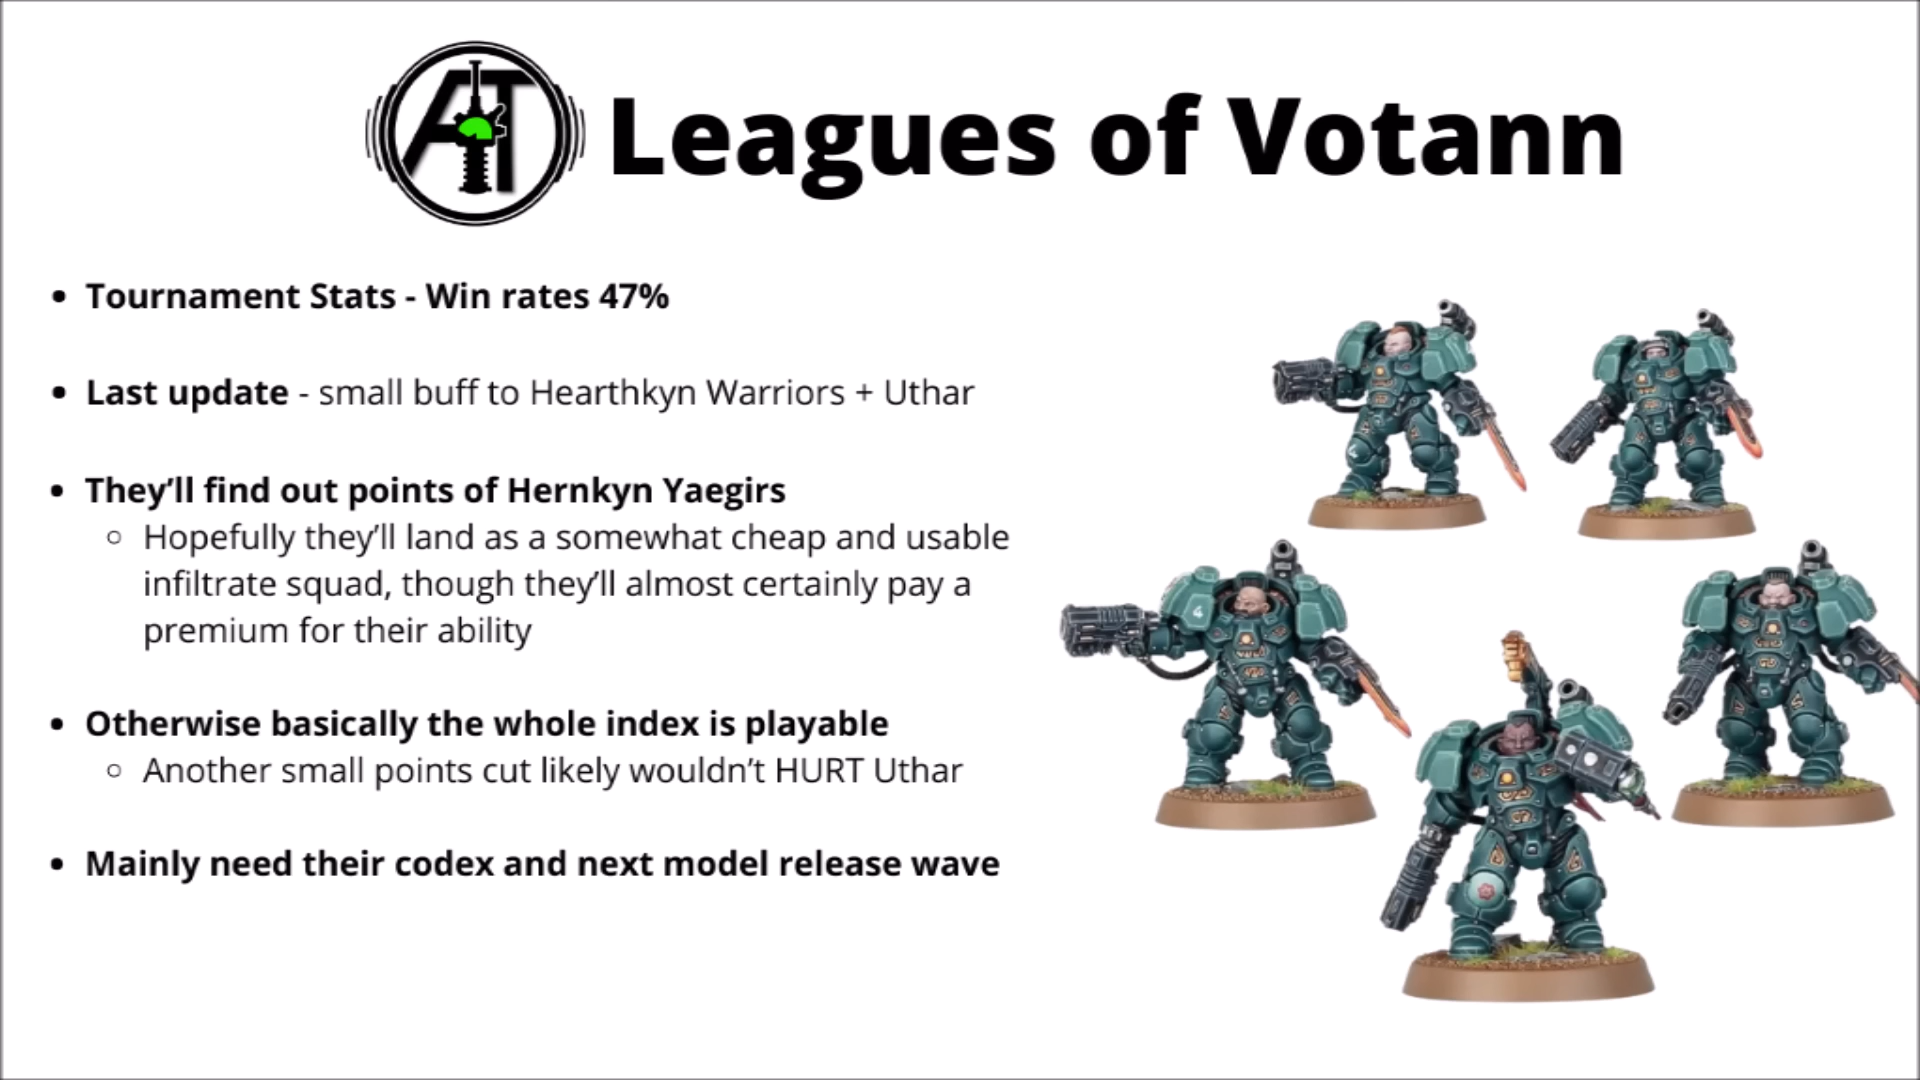 AT
Leagues of Votann
• Tournament Stats - Win rates 47%
• Last update - small buff to Hearthkyn Warriors + Uthar
• They’ll find out points of Hernkyn Yaegirs
○ Hopefully they’ll land as a somewhat cheap and usable
infiltrate squad, though they’ll almost certainly pay a
premium for their ability
• Otherwise basically the whole index is playable
○ Another small points cut likely wouldn’t HURT Uthar
• Mainly need their codex and next model release wave
4